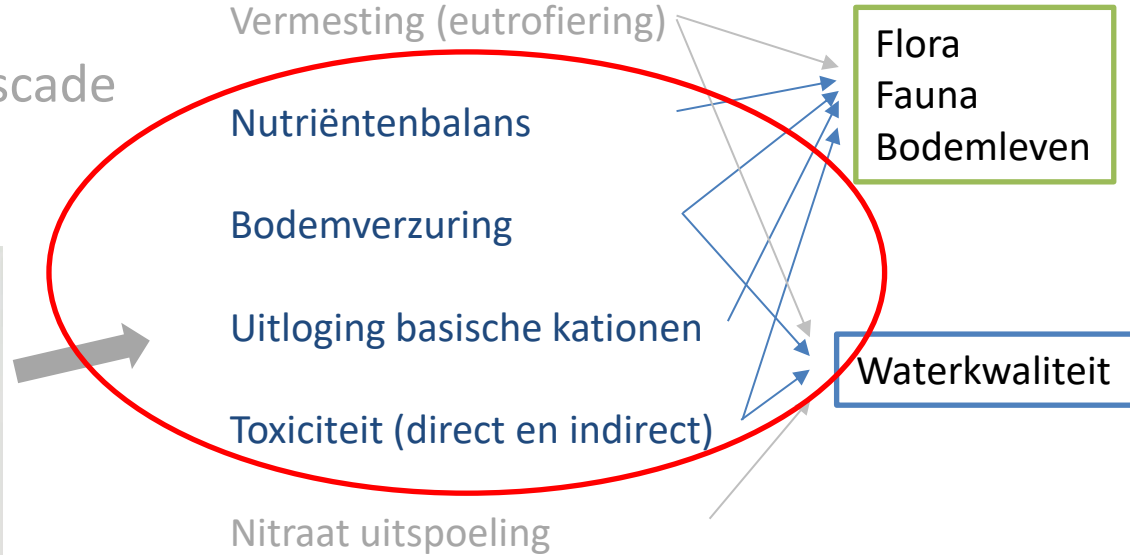 Vermesting (eutrofiering)
scade
Nutriëntenbalans
Bodemverzuring
Uitloging basische kationen
Toxiciteit (direct en indirect)
Nitraat uitspoeling
Flora
Fauna
Bodemleven
Waterkwaliteit